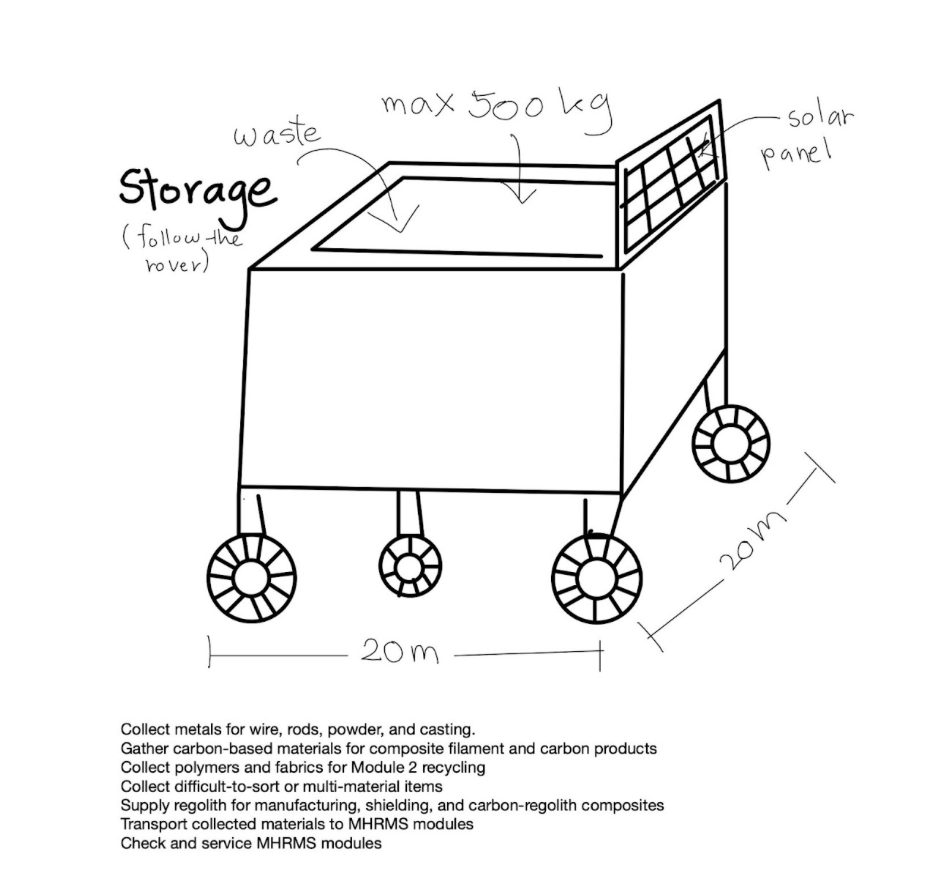 max 500 kg
waste
solar
panel
Storage
(follow the
rover)
20m
20m
Collect metals for wire, rods, powder, and casting.
Gather carbon-based materials for composite filament and carbon products
Collect polymers and fabrics for Module 2 recycling
Collect difficult-to-sort or multi-material items
Supply regolith for manufacturing, shielding, and carbon-regolith composites
Transport collected materials to MHRMS modules
Check and service MHRMS modules